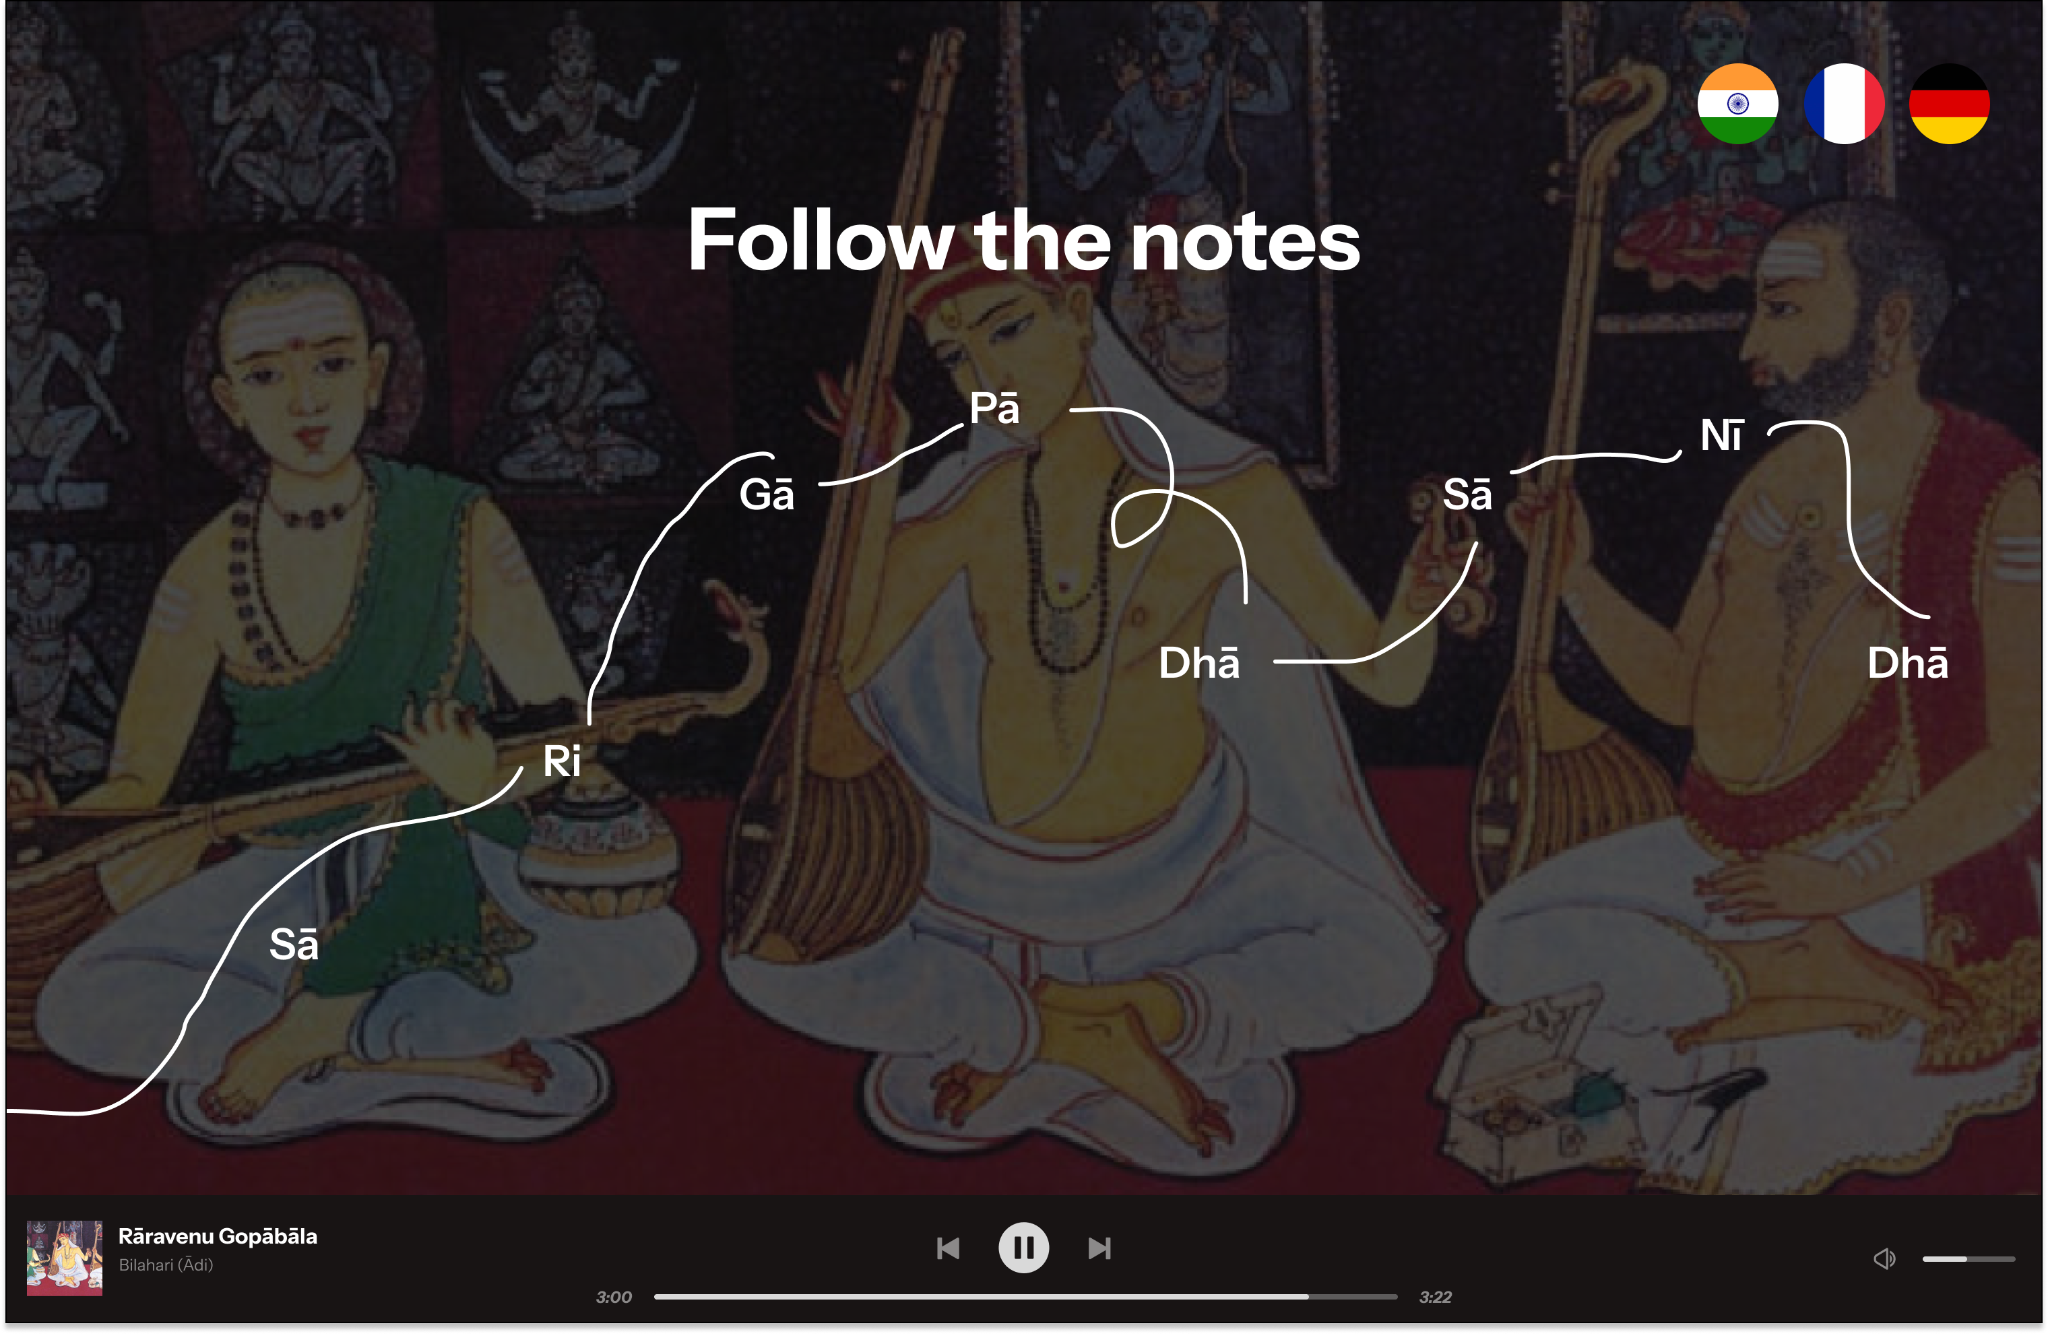 Follow the notes
Sā
Ri
Gā
Pā
Dhā
Sā
Nī
Dhā
Rāravenu Gopābāla
Bilahari (Ādi)
3:00
3:22